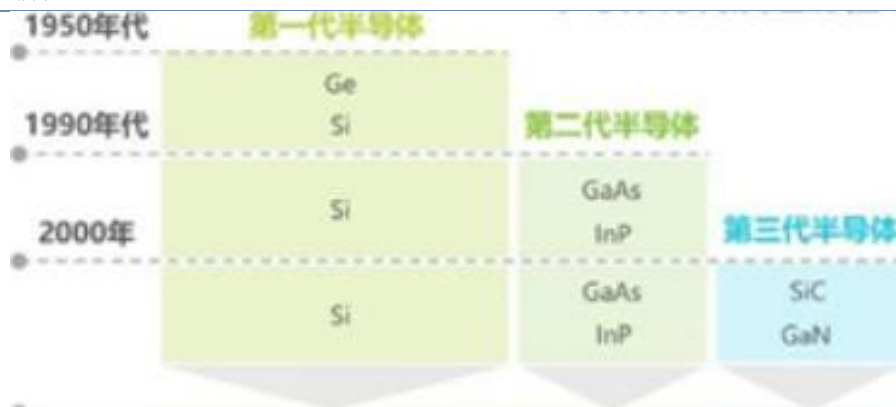 1950年代 第一代半导体
Ge
1990年代 Si 第二代半导体
Si GaAs
2000年 InP 第三代半导体
Si GaAs SiC
InP GaN